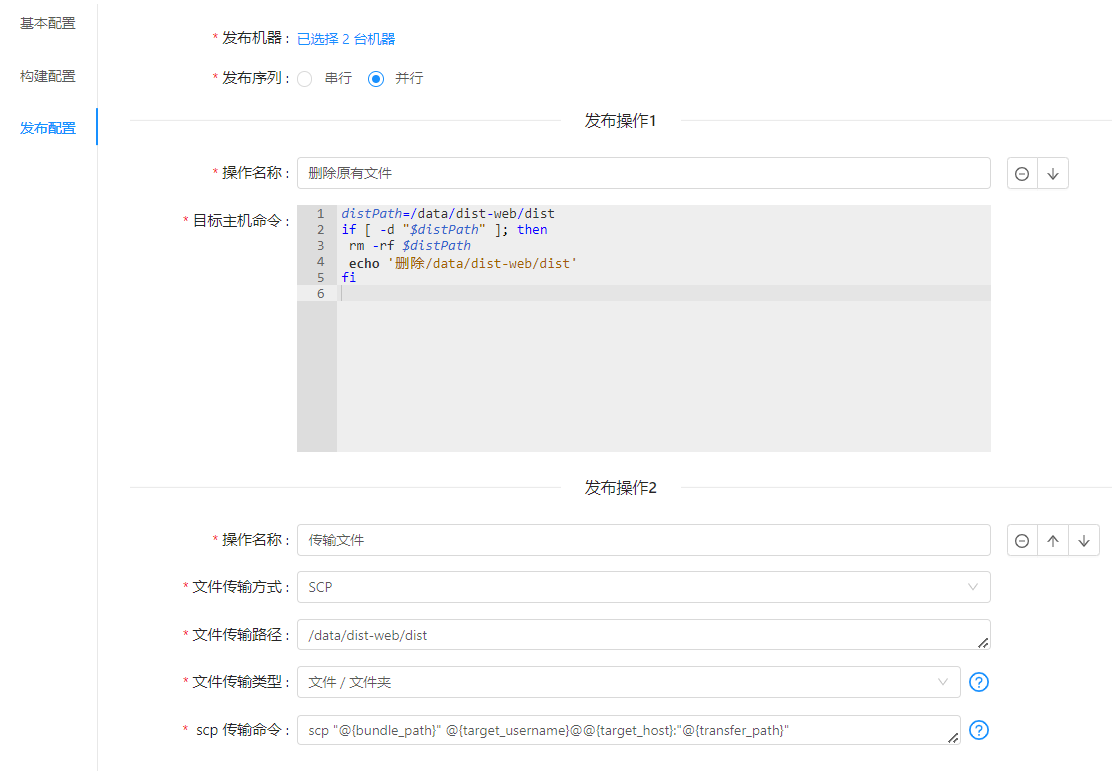 基本配置
构建配置
发布配置
* 发布机器 : 已选择 2 台机器
* 发布序列 : 串行 并行
发布操作1
* 操作名称 : 删除原有文件
* 目标主机命令 :
1 distPath=/data/dist-web/dist
2 if [ -d "$distPath" ]; then
3 rm -rf $distPath
4 echo '删除/data/dist-web/dist'
5 fi
6
发布操作2
* 操作名称 : 传输文件
* 文件传输方式 : SCP
* 文件传输路径 : /data/dist-web/dist
* 文件传输类型 : 文件 / 文件夹
* scp 传输命令 : scp "@{bundle_path}" @{target_username}@@{target_host}:"@{transfer_path}"